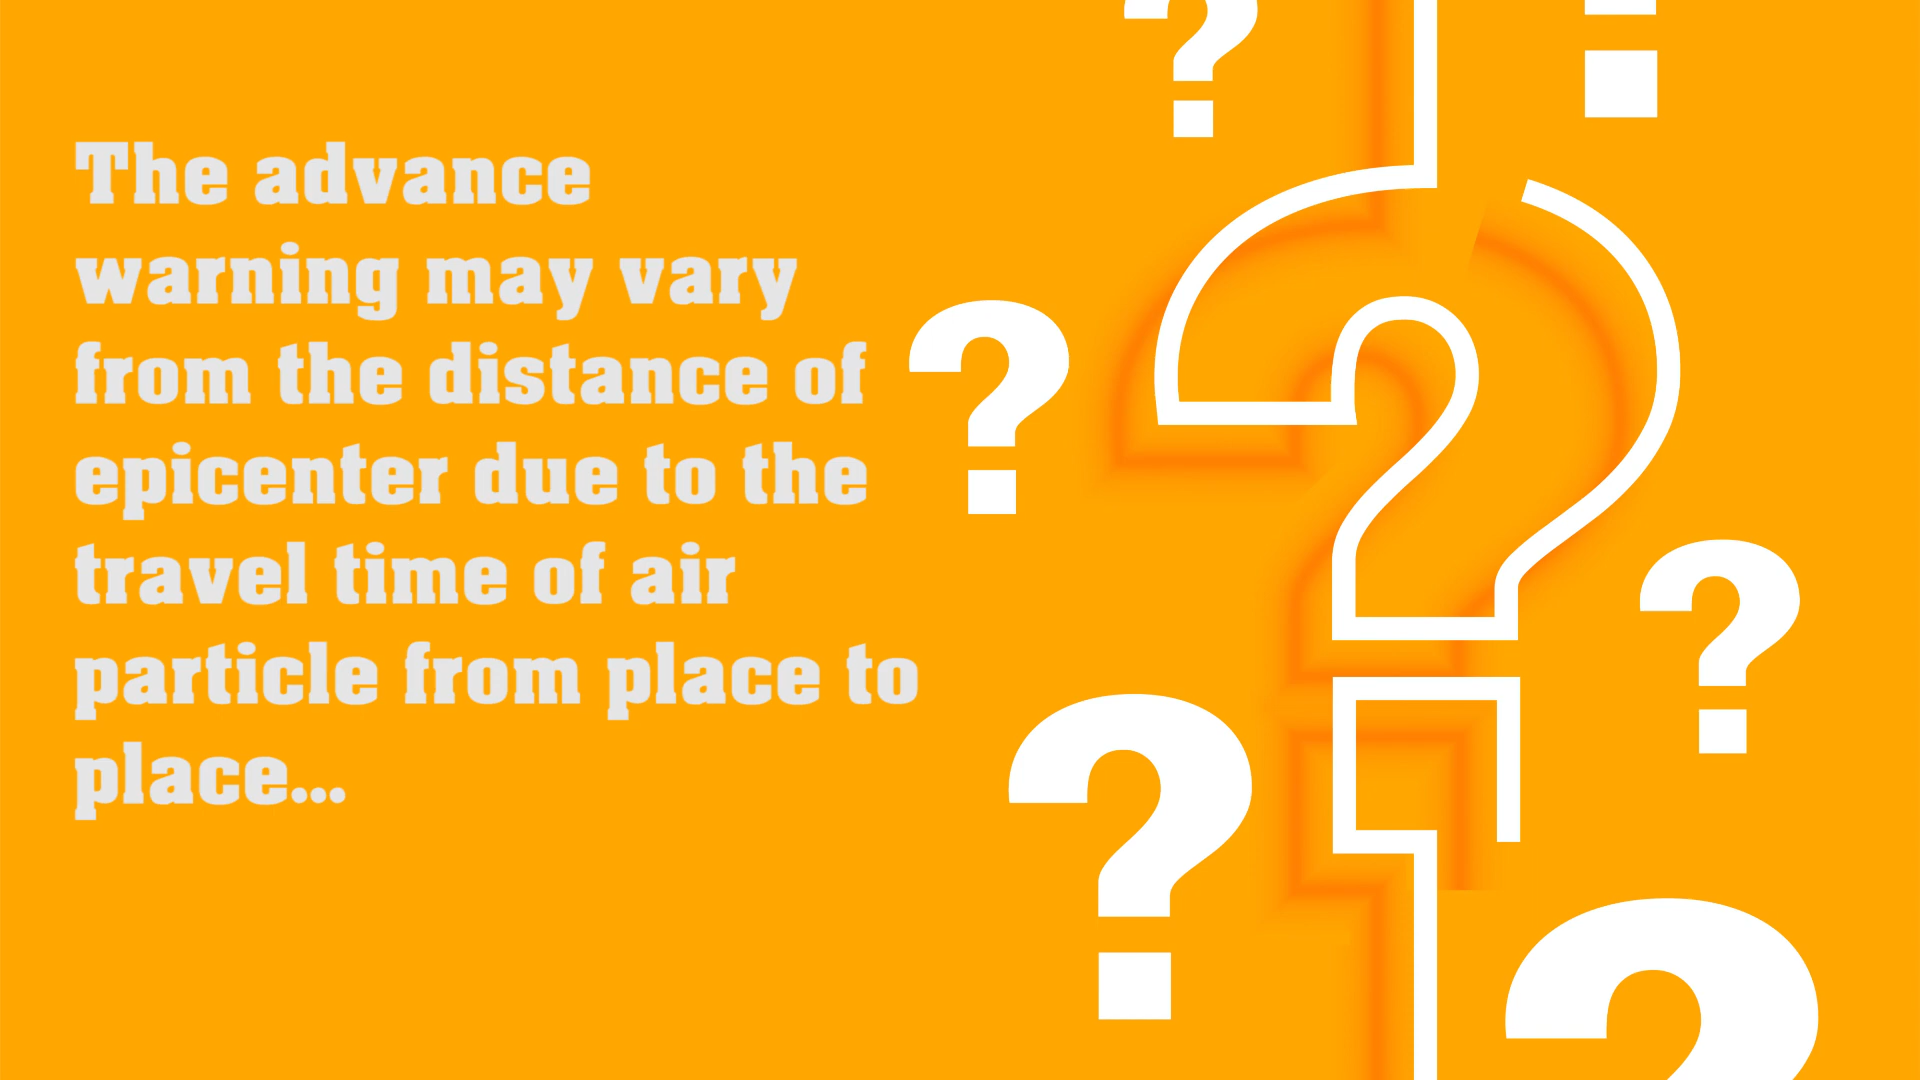 The advance
warning may vary
from the distance of
epicenter due to the
travel time of air
particle from place to
place...